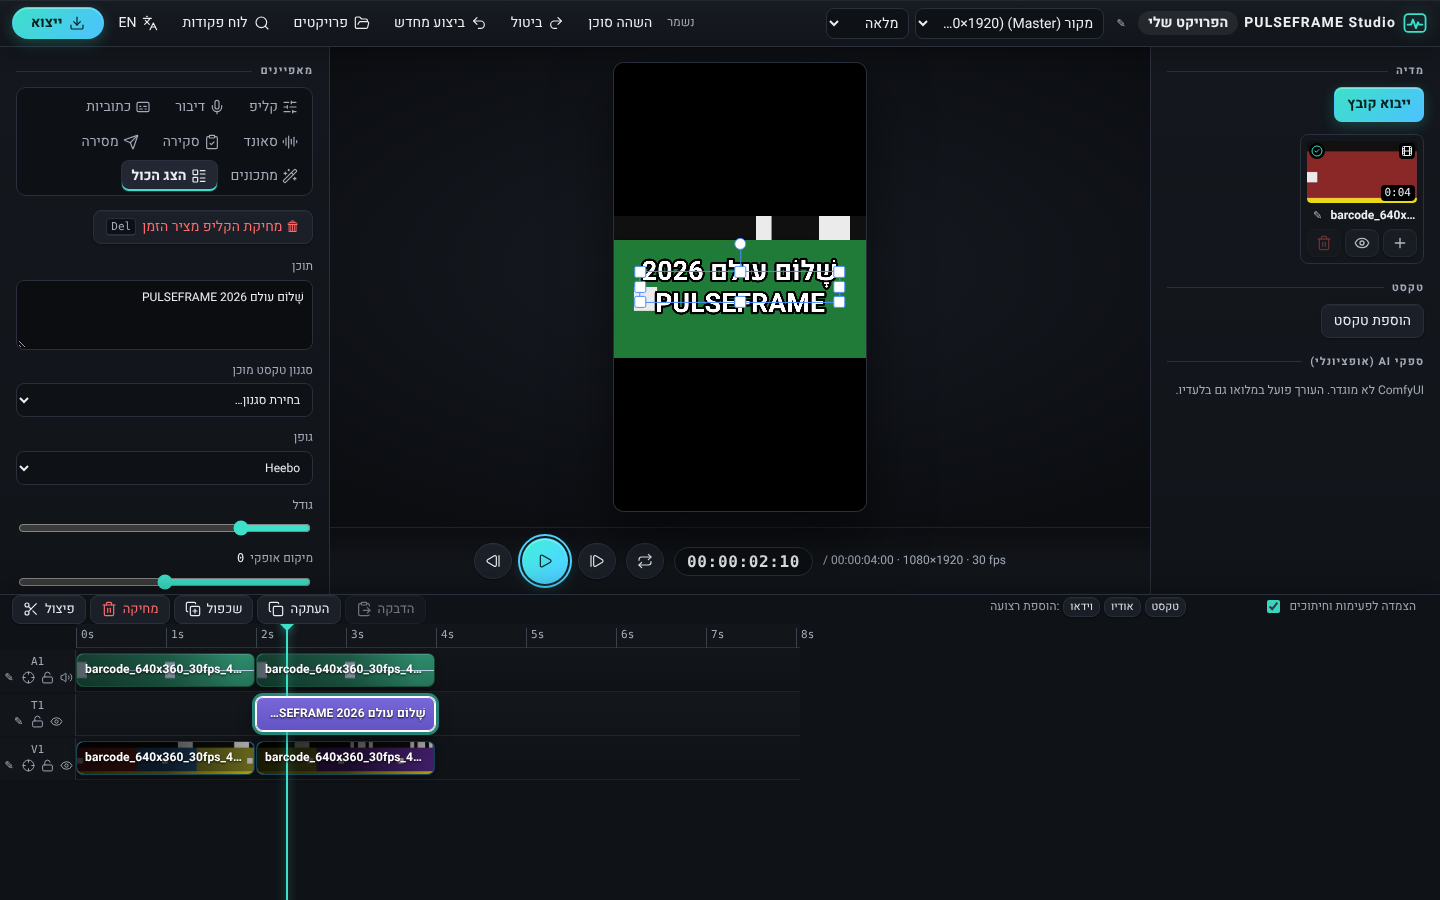 PULSEFRAME Studio
הפרויקט שלי
מקור (Master) (1920×0...
מלאה
נשמר
השהה סוכן
ביטול
ביצוע מחדש
פרויקטים
לוח פקודות
EN
ייצוא
מדיה
ייבוא קובץ
0:04
barcode_640x...
טקסט
הוספת טקסט
ספקי AI (אופציונלי)
ComfyUI לא מוגדר. העורך פועל במלואו גם בלעדיו.
שָׁלוֹם עולם 2026
PULSEFRAME
00:00:02:10
/ 00:00:04:00 · 1080×1920 · 30 fps
מאפיינים
קליפ
דיבור
כתוביות
סאונד
סקירה
מסירה
מתכונים
הצג הכול
מחיקת הקליפ מציר הזמן
Del
תוכן
שָׁלוֹם עולם 2026 PULSEFRAME
סגנון טקסט מוכן
בחירת סגנון...
גופן
Heebo
גודל
מיקום אופקי 0
הצמדה לפעימות וחיתוכים
הוספת רצועה:
וידאו
אודיו
טקסט
פיצול
מחיקה
שכפול
העתקה
הדבקה
0s
1s
2s
3s
4s
5s
6s
7s
8s
A1
barcode_640x360_30fps_4...
barcode_640x360_30fps_4...
T1
שָׁלוֹם עולם 2026 SEFRAME...
V1
barcode_640x360_30fps_4...
barcode_640x360_30fps_4...